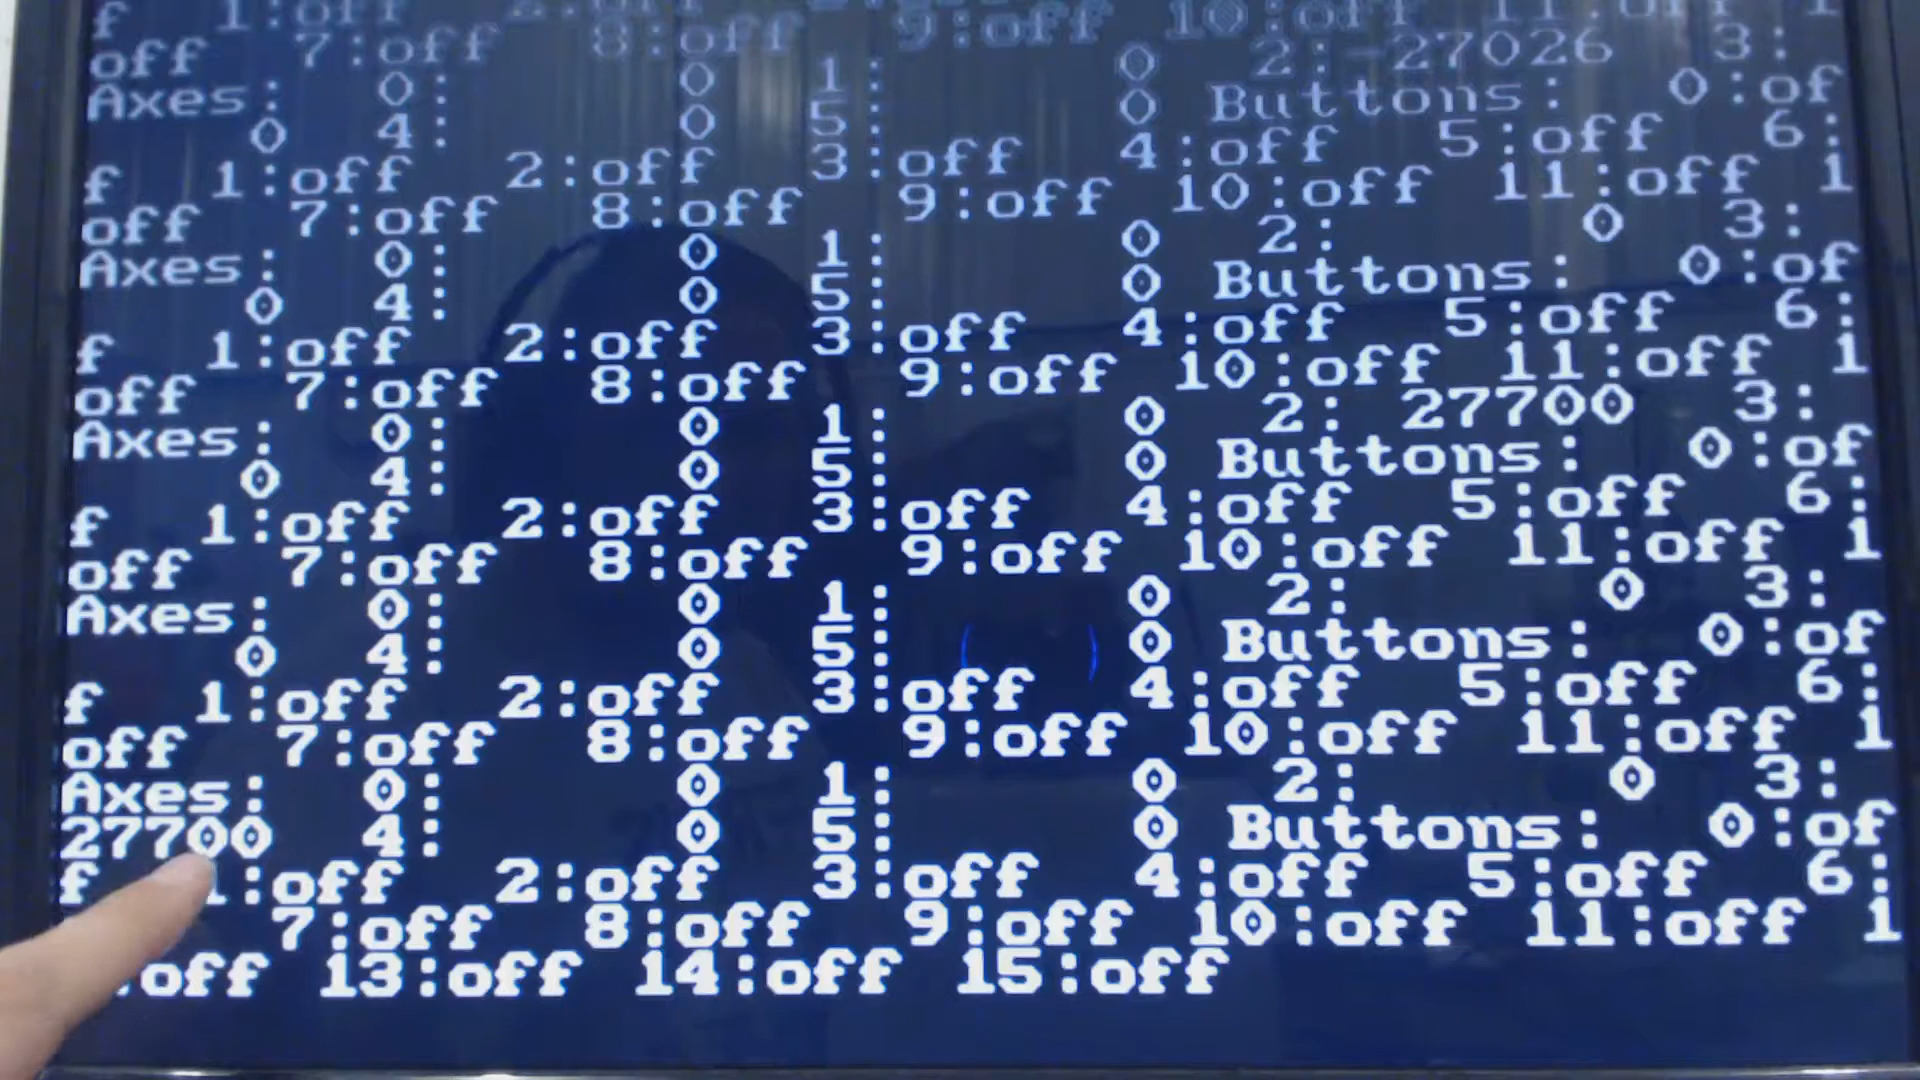 f 1:off 2:off 9:off 10:off 11:off 1
off 7:off 8:off
Axes: 0: 0 1: 0 2:-27026 3:
0 4: 0 5: 0 Buttons: 0:of
f 1:off 2:off 3:off 4:off 5:off 6:
off 7:off 8:off 9:off 10:off 11:off 1
Axes: 0: 0 1: 0 2: 0 3:
0 4: 0 5: 0 Buttons: 0:of
f 1:off 2:off 3:off 4:off 5:off 6:
off 7:off 8:off 9:off 10:off 11:off 1
Axes: 0: 0 1: 0 2: 27700 3:
0 4: 0 5: 0 Buttons: 0:of
f 1:off 2:off 3:off 4:off 5:off 6:
off 7:off 8:off 9:off 10:off 11:off 1
Axes: 0: 0 1: 0 2: 0 3:
0 4: 0 5: 0 Buttons: 0:of
f 1:off 2:off 3:off 4:off 5:off 6:
off 7:off 8:off 9:off 10:off 11:off 1
Axes: 0: 0 1: 0 2: 0 3:
27700 4: 0 5: 0 Buttons: 0:of
f 1:off 2:off 3:off 4:off 5:off 6:
7:off 8:off 9:off 10:off 11:off 1
:off 13:off 14:off 15:off